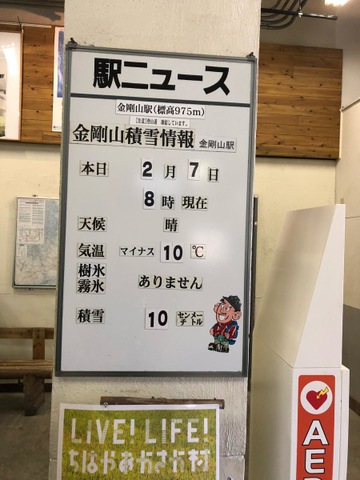 駅ニュース
金剛山駅(標高975m)
金剛山積雪情報 金剛山駅
本日 2月 7日
8時 現在
天候 晴
気温 マイナス 10 ℃
樹氷
霧氷 ありません
積雪 10 センチメートル
LIVE! LIFE!
ちはやあかさか村
AED